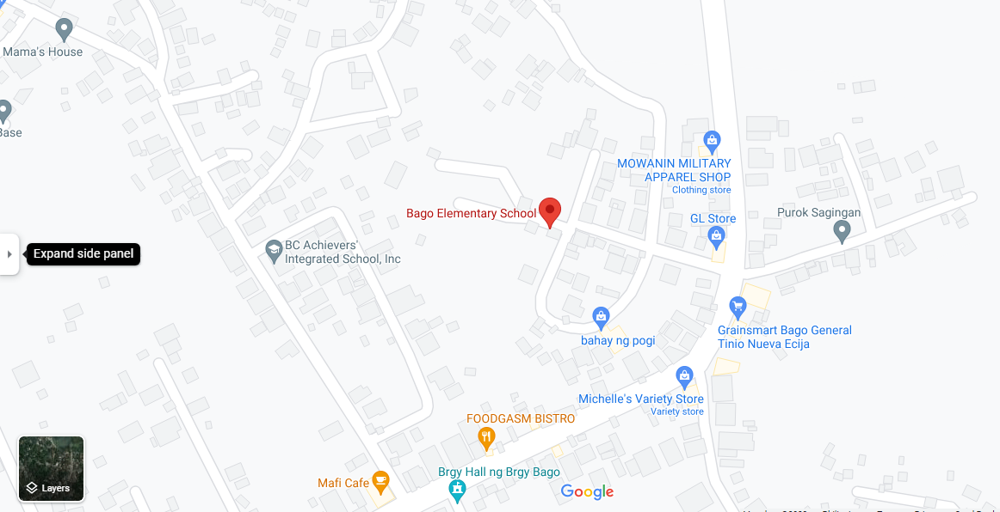 Mama's House
Base
MOWANIN MILITARY
APPAREL SHOP
Clothing store
Bago Elementary School
GL Store
Purok Sagingan
BC Achievers'
Integrated School, Inc
Expand side panel
Grainsmart Bago General
Tinio Nueva Ecija
bahay ng pogi
Michelle's Variety Store
Variety store
FOODGASM BISTRO
Brgy Hall ng Brgy Bago
Mafi Cafe
Layers
Google